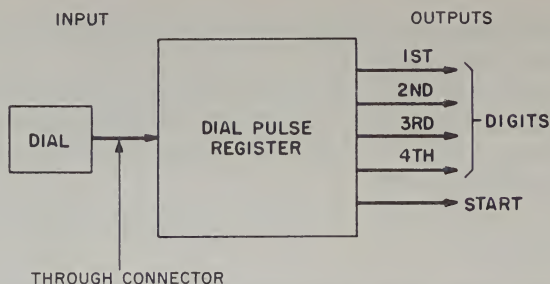 INPUT
OUTPUTS
DIAL
DIAL PULSE
REGISTER
1ST
2ND
3RD
4TH
DIGITS
START
THROUGH CONNECTOR